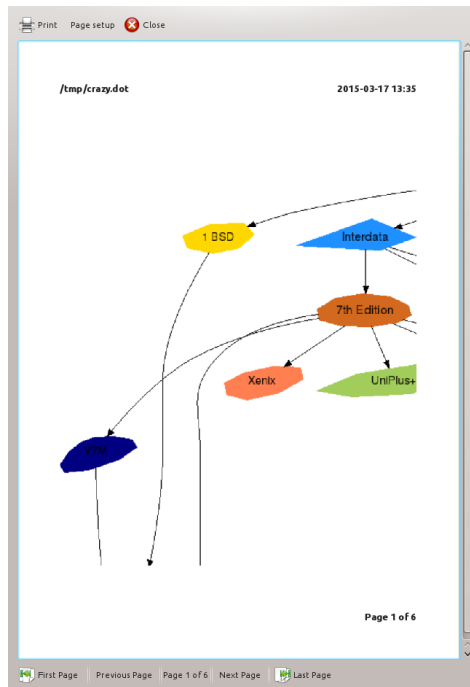 Print Page setup Close
/tmp/crazy.dot 2015-03-17 13:35
1 BSD Interdata
7th Edition
Xenix UniPlus+
V7M
Page 1 of 6
First Page Previous Page Page 1 of 6 Next Page Last Page